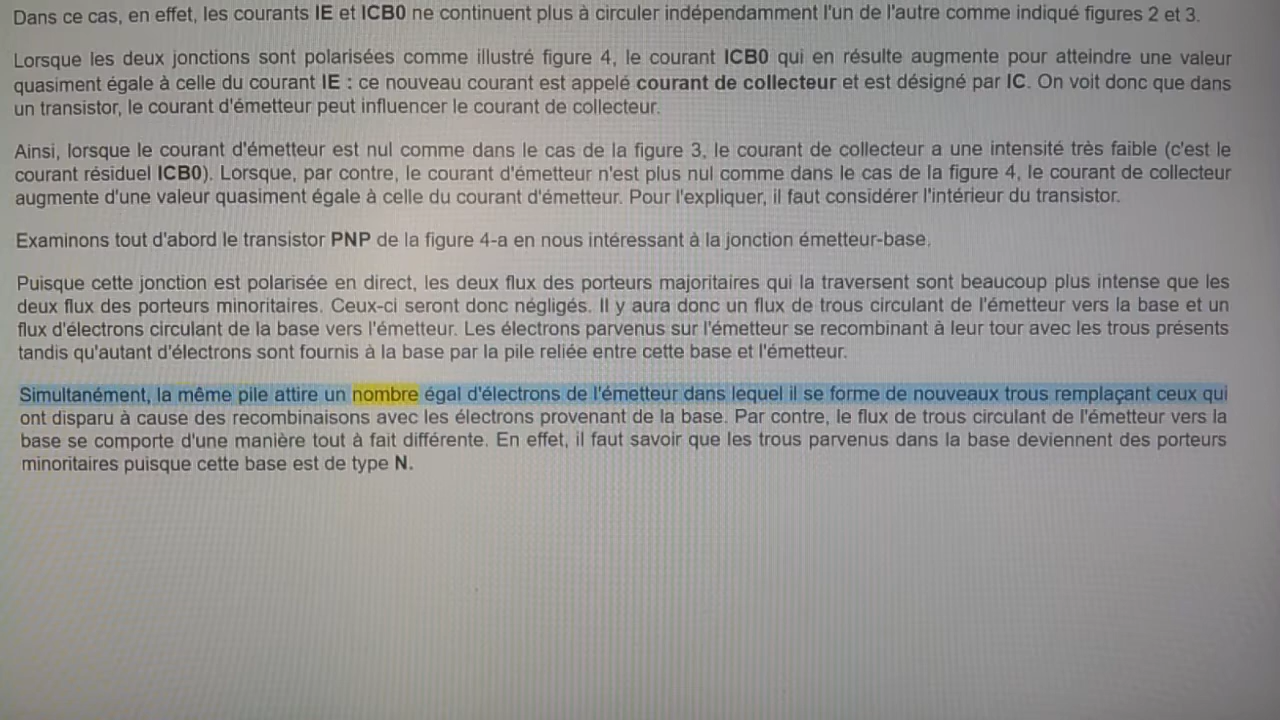 Dans ce cas, en effet, les courants IE et ICB0 ne continuent plus à circuler indépendamment l'un de l'autre comme indiqué figures 2 et 3.
Lorsque les deux jonctions sont polarisées comme illustré figure 4, le courant ICB0 qui en résulte augmente pour atteindre une valeur
quasiment égale à celle du courant IE : ce nouveau courant est appelé courant de collecteur et est désigné par IC. On voit donc que dans
un transistor, le courant d'émetteur peut influencer le courant de collecteur.
Ainsi, lorsque le courant d'émetteur est nul comme dans le cas de la figure 3, le courant de collecteur a une intensité très faible (c'est le
courant résiduel ICB0). Lorsque, par contre, le courant d'émetteur n'est plus nul comme dans le cas de la figure 4, le courant de collecteur
augmente d'une valeur quasiment égale à celle du courant d'émetteur. Pour l'expliquer, il faut considérer l'intérieur du transistor.
Examinons tout d'abord le transistor PNP de la figure 4-a en nous intéressant à la jonction émetteur-base.
Puisque cette jonction est polarisée en direct, les deux flux des porteurs majoritaires qui la traversent sont beaucoup plus intense que les
deux flux des porteurs minoritaires. Ceux-ci seront donc négligés. Il y aura donc un flux de trous circulant de l'émetteur vers la base et un
flux d'électrons circulant de la base vers l'émetteur. Les électrons parvenus sur l'émetteur se recombinant à leur tour avec les trous présents
tandis qu'autant d'électrons sont fournis à la base par la pile reliée entre cette base et l'émetteur.
Simultanément, la même pile attire un nombre égal d'électrons de l'émetteur dans lequel il se forme de nouveaux trous remplaçant ceux qui
ont disparu à cause des recombinaisons avec les électrons provenant de la base. Par contre, le flux de trous circulant de l'émetteur vers la
base se comporte d'une manière tout à fait différente. En effet, il faut savoir que les trous parvenus dans la base deviennent des porteurs
minoritaires puisque cette base est de type N.